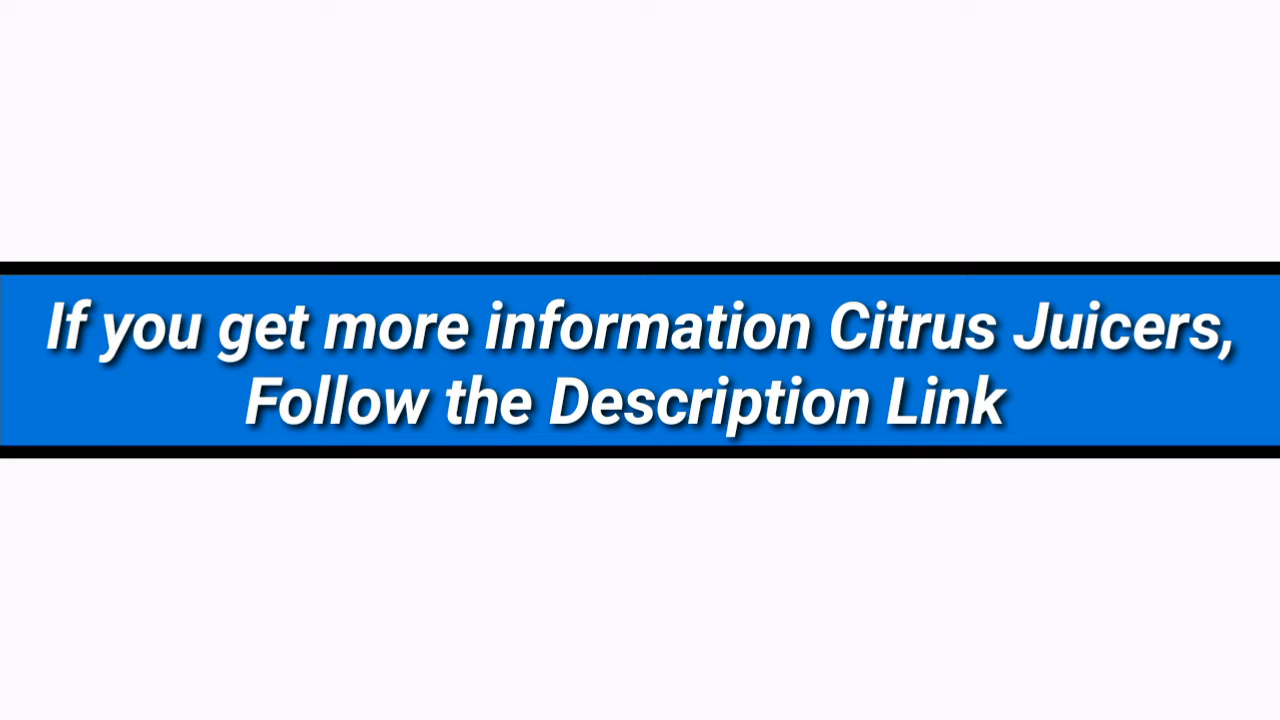 If you get more information Citrus Juicers,
Follow the Description Link